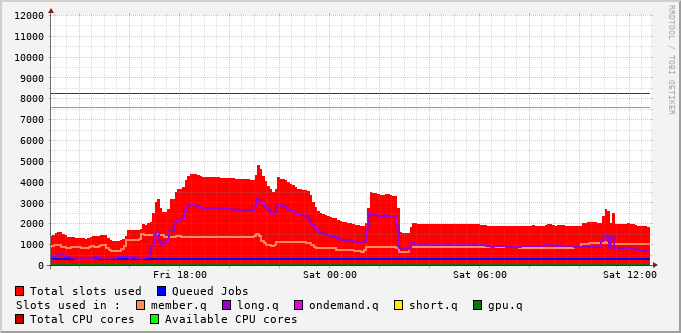 RRDTOOL / TOBI OETIKER
12000
11000
10000
9000
8000
7000
6000
5000
4000
3000
2000
1000
0
Fri 18:00 Sat 00:00 Sat 06:00 Sat 12:00
Total slots used Queued Jobs
Slots used in : member.q long.q ondemand.q short.q gpu.q
Total CPU cores Available CPU cores